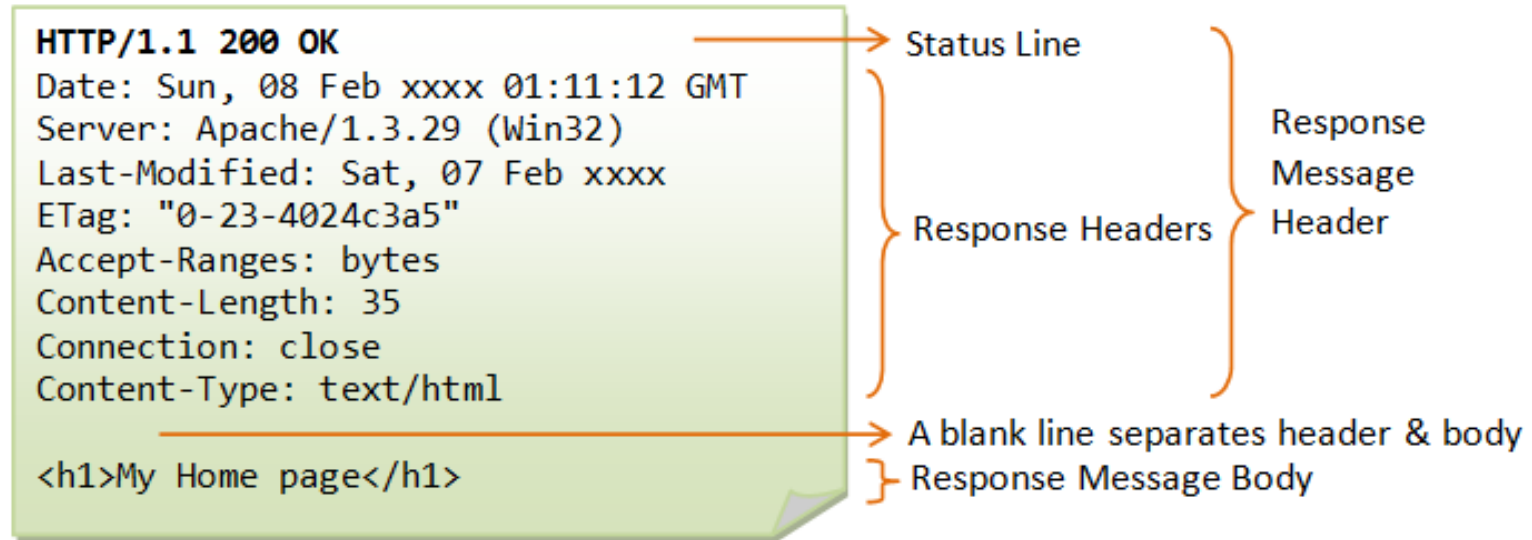 HTTP/1.1 200 OK
Date: Sun, 08 Feb xxxx 01:11:12 GMT
Server: Apache/1.3.29 (Win32)
Last-Modified: Sat, 07 Feb xxxx
ETag: "0-23-4024c3a5"
Accept-Ranges: bytes
Content-Length: 35
Connection: close
Content-Type: text/html
<h1>My Home page</h1>
Status Line
Response Headers
Response
Message
Header
A blank line separates header & body
Response Message Body